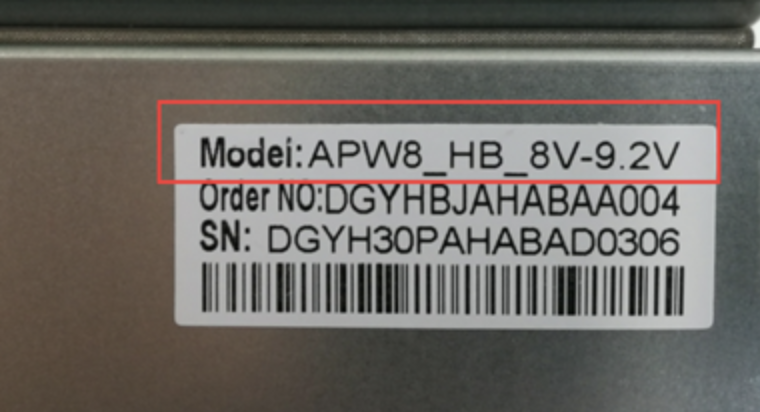 Model:APW8_HB_8V-9.2V
Order NO:DGYHBJAHABAA004
SN: DGYH30PAHABAD0306